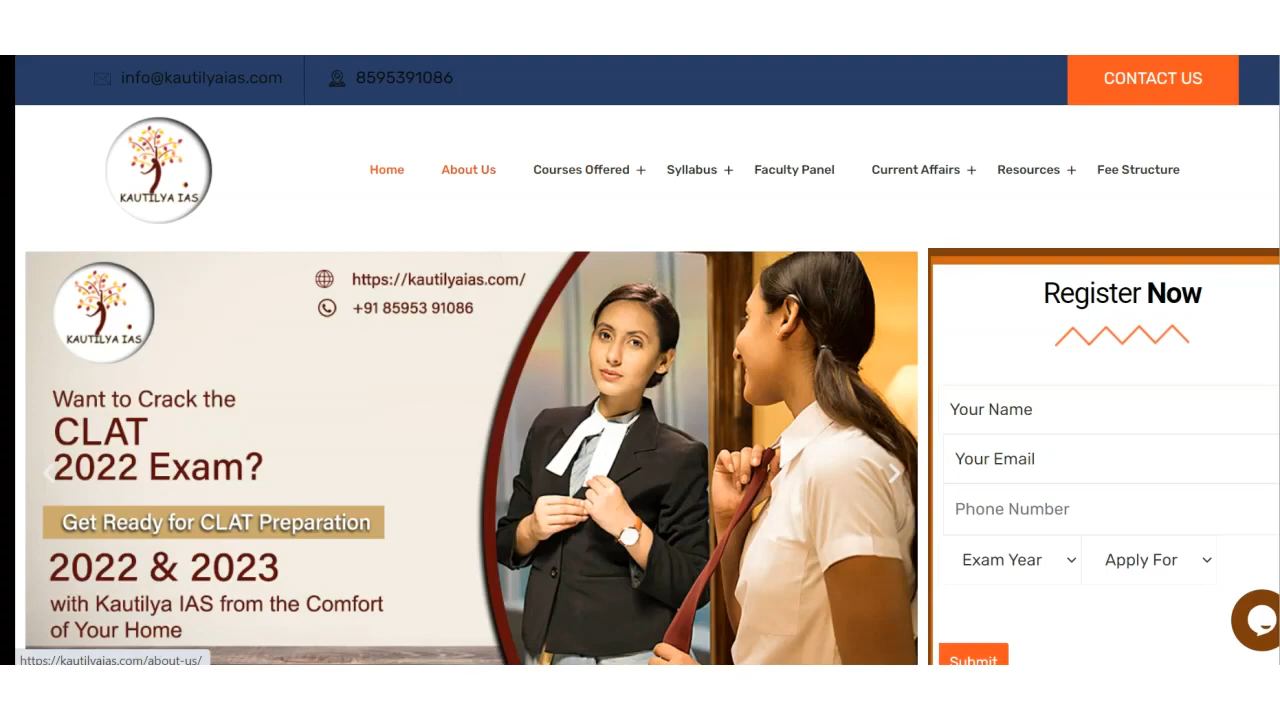 info@kautilyaias.com
8595391086
CONTACT US
KAUTILYA IAS
Home
About Us
Courses Offered +
Syllabus +
Faculty Panel
Current Affairs +
Resources +
Fee Structure
KAUTILYA IAS
https://kautilyaias.com/
+91 85953 91086
Want to Crack the
CLAT
2022 Exam?
Get Ready for CLAT Preparation
2022 & 2023
with Kautilya IAS from the Comfort
of Your Home
Register Now
Your Name
Your Email
Phone Number
Exam Year
Apply For
Submit
https://kautilyaias.com/about-us/